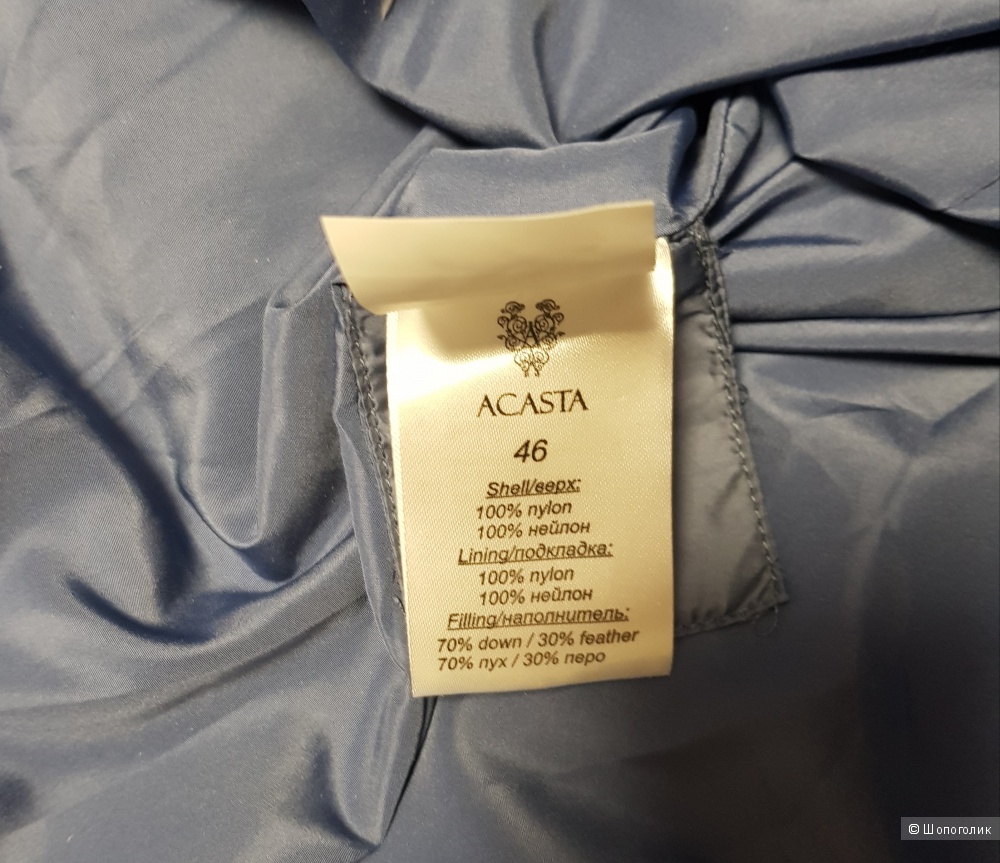 ACASTA
46
Shell/верх:
100% nylon
100% нейлон
Lining/подкладка:
100% nylon
100% нейлон
Filling/наполнитель:
70% down / 30% feather
70% пух / 30% перо
© Шопоголик